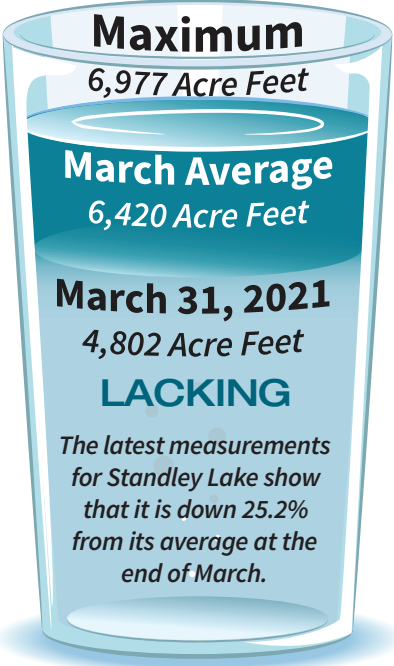 Maximum
6,977 Acre Feet
March Average
6,420 Acre Feet
March 31, 2021
4,802 Acre Feet
LACKING
The latest measurements
for Standley Lake show
that it is down 25.2%
from its average at the
end of March.